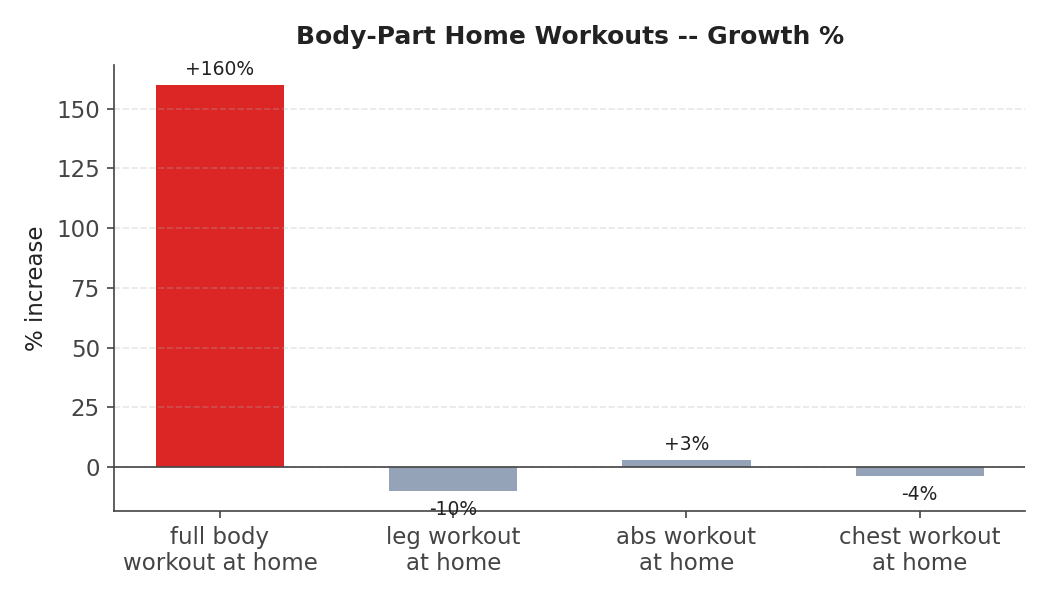 Body-Part Home Workouts -- Growth %
+160%
150
125
100
75
50
25
0
% increase
+3%
-10%
-4%
full body
workout at home
leg workout
at home
abs workout
at home
chest workout
at home